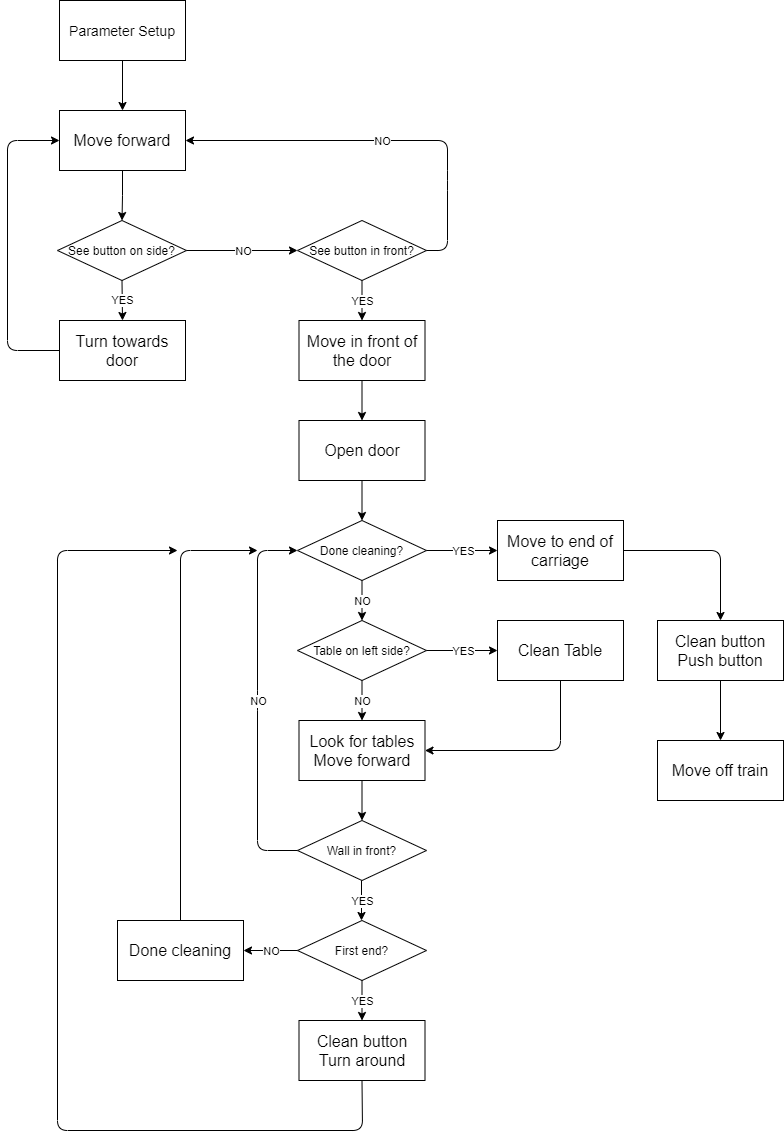 Parameter Setup
Move forward
NO
See button on side?
NO
See button in front?
YES
YES
Turn towards
door
Move in front of
the door
Open door
Done cleaning?
YES
Move to end of
carriage
NO
Table on left side?
YES
Clean Table
Clean button
Push button
NO
NO
Look for tables
Move forward
Move off train
Wall in front?
YES
Done cleaning
NO
First end?
YES
Clean button
Turn around